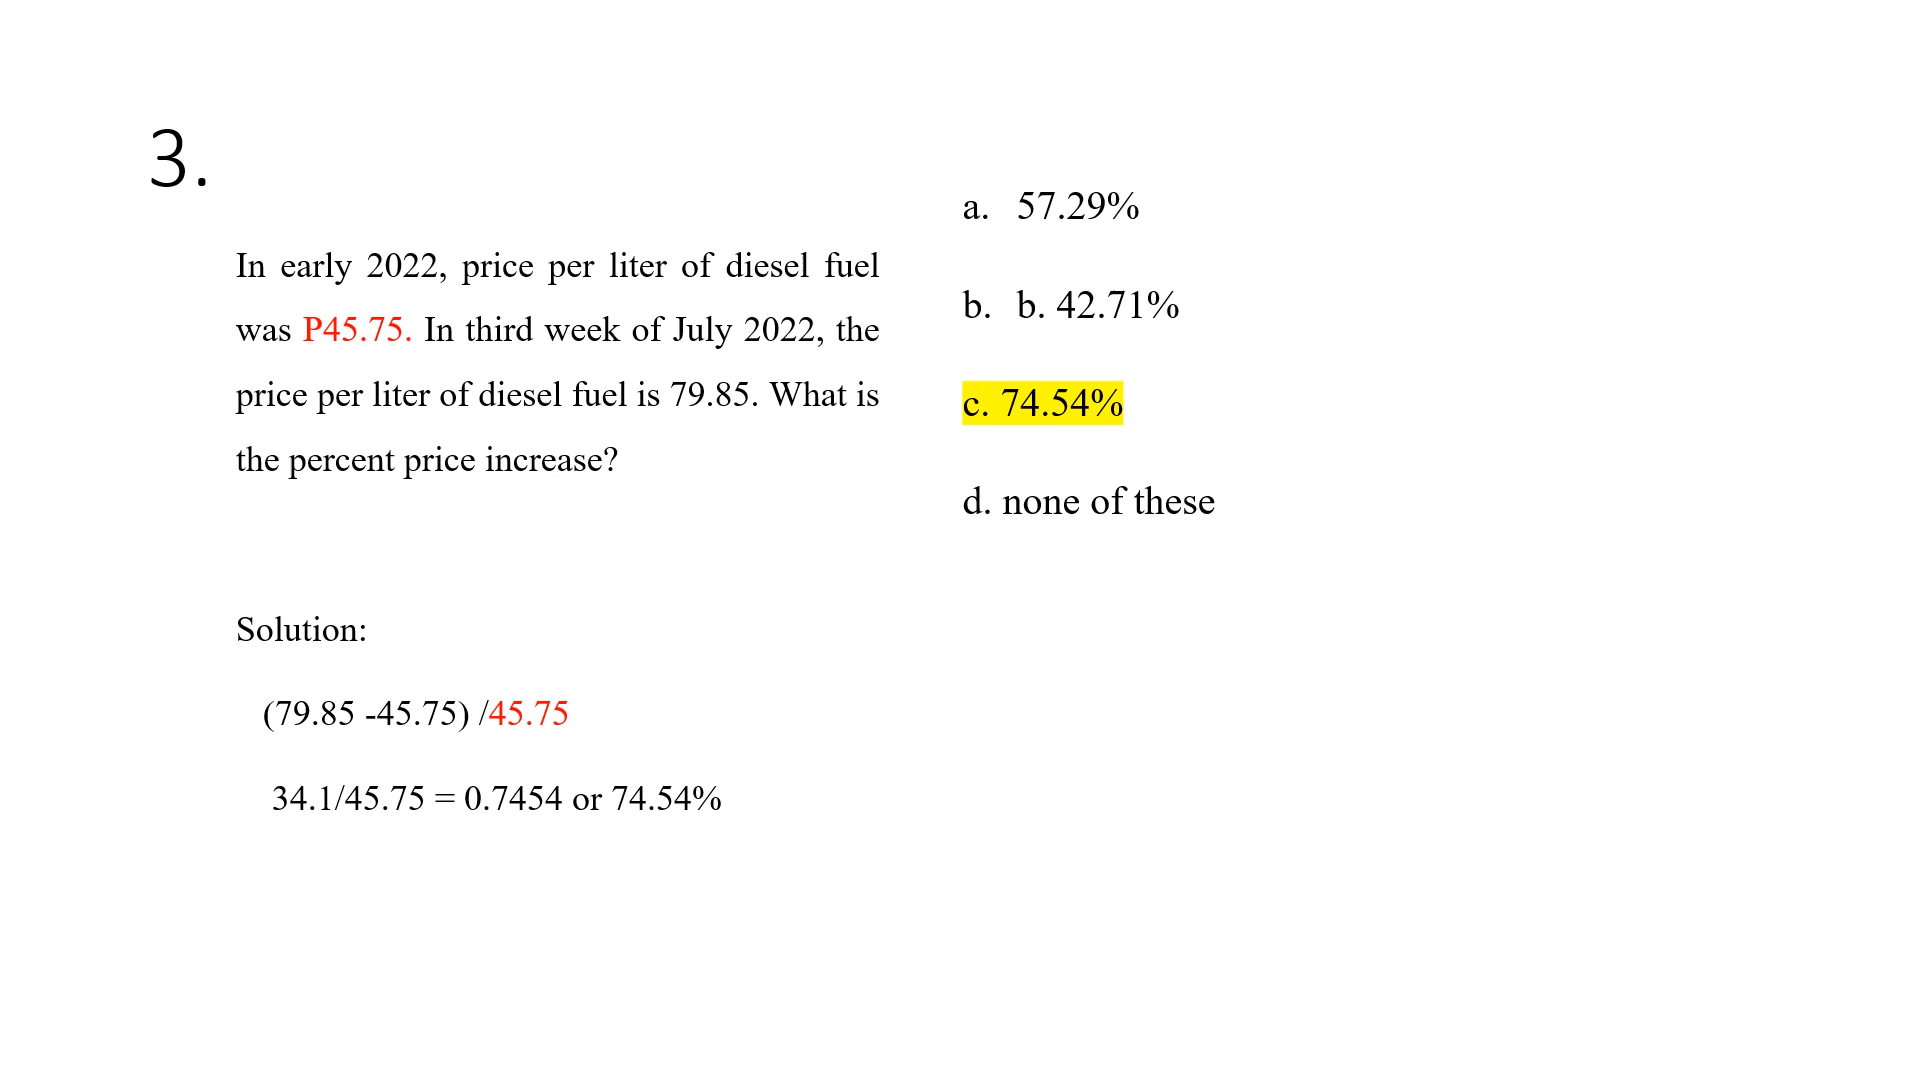 3.
In early 2022, price per liter of diesel fuel
was P45.75. In third week of July 2022, the
price per liter of diesel fuel is 79.85. What is
the percent price increase?
Solution:
(79.85 -45.75) /45.75
34.1/45.75 = 0.7454 or 74.54%
a. 57.29%
b. b. 42.71%
c. 74.54%
d. none of these